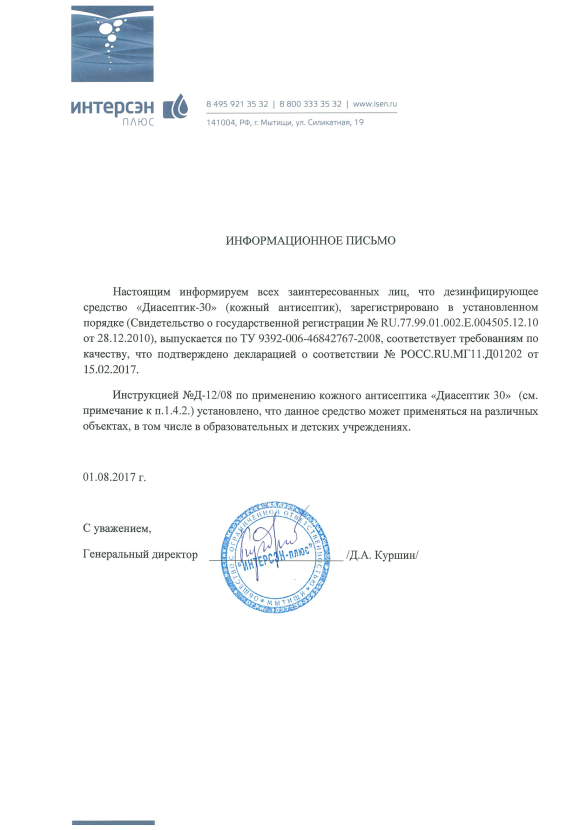 ИНТЕРСЭН
ПЛЮС
8 495 921 35 32 | 8 800 333 35 32 | www.isen.ru
141004, РФ, г. Мытищи, ул. Силикатная, 19
ИНФОРМАЦИОННОЕ ПИСЬМО
Настоящим информируем всех заинтересованных лиц, что дезинфицирующее
средство «Диасептик-30» (кожный антисептик), зарегистрировано в установленном
порядке (Свидетельство о государственной регистрации № RU.77.99.01.002.Е.004505.12.10
от 28.12.2010), выпускается по ТУ 9392-006-46842767-2008, соответствует требованиям по
качеству, что подтверждено декларацией о соответствии № РОСС.RU.МГ11.Д01202 от
15.02.2017.
Инструкцией №Д-12/08 по применению кожного антисептика «Диасептик 30» (см.
примечание к п.1.4.2.) установлено, что данное средство может применяться на различных
объектах, в том числе в образовательных и детских учреждениях.
01.08.2017 г.
С уважением,
Генеральный директор /Д.А. Куршин/
ОБЩЕСТВО С ОГРАНИЧЕННОЙ ОТВЕТСТВЕННОСТЬЮ
"ИНТЕРСЭН-плюс"
г.МЫТИЩИ